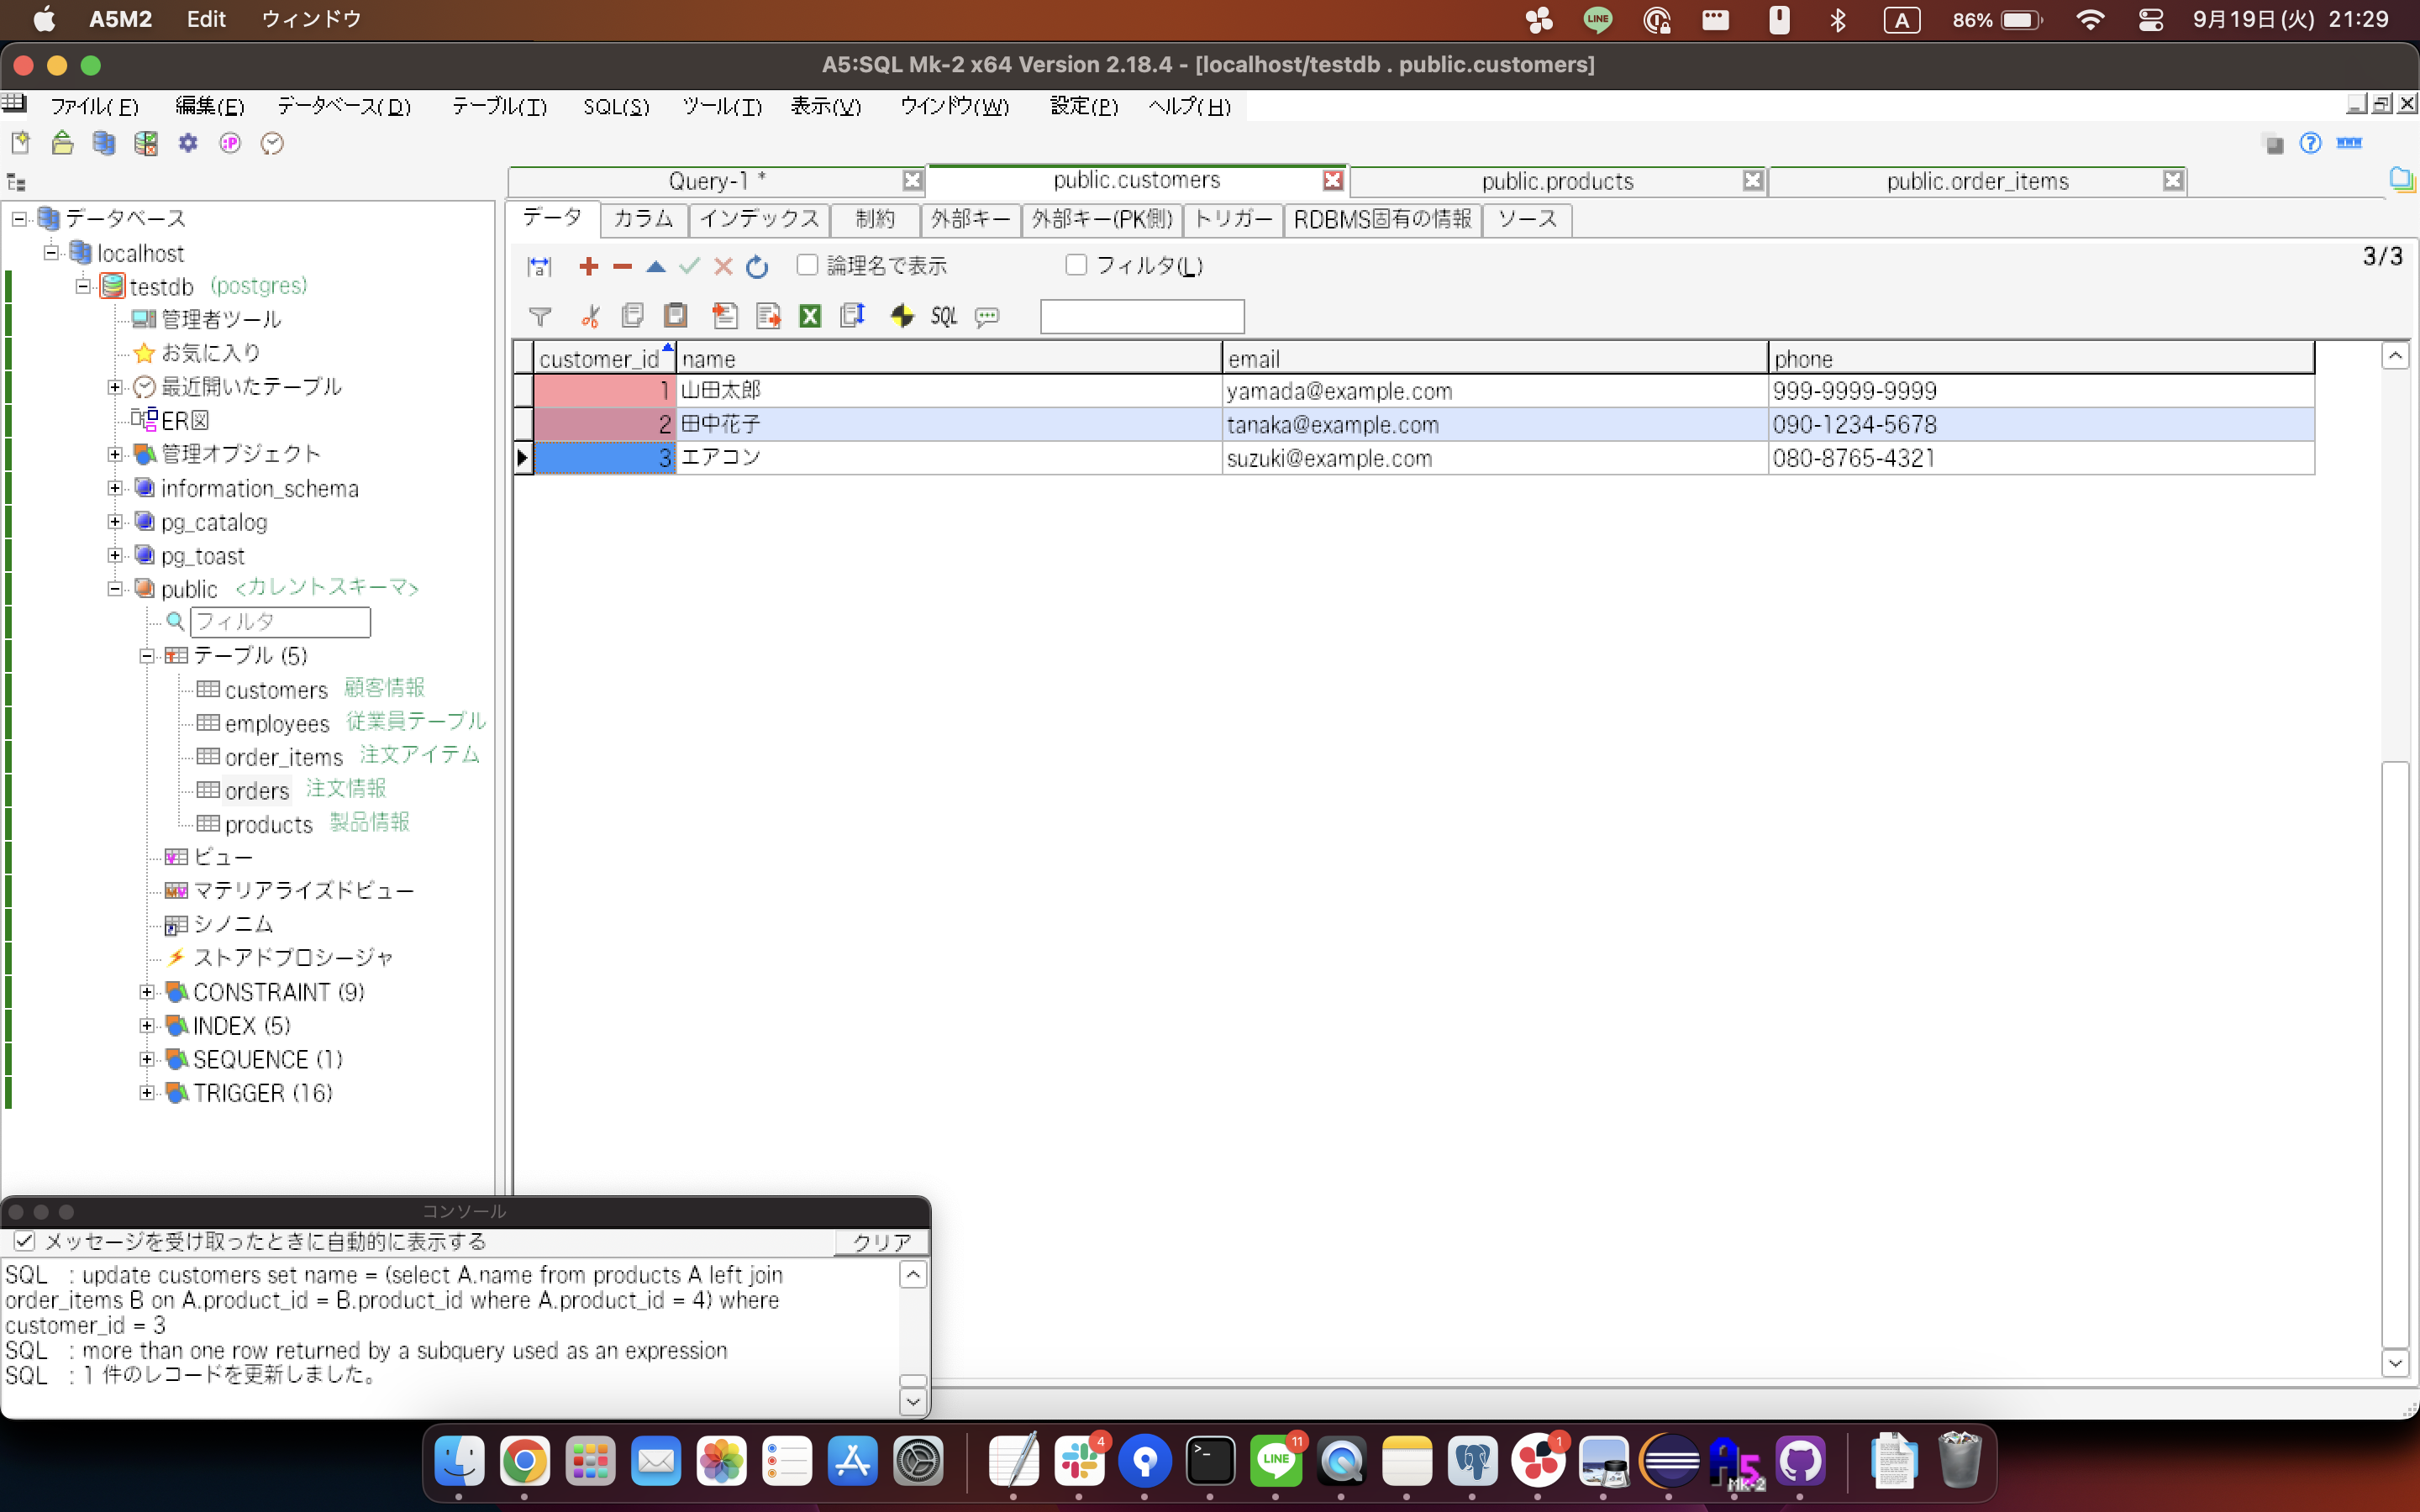 A5M2 Edit ウィンドウ
LINE A 86% 9月19日(火) 21:29
A5:SQL Mk-2 x64 Version 2.18.4 - [localhost/testdb . public.customers]
ファイル(F) 編集(E) データベース(D) テーブル(T) SQL(S) ツール(T) 表示(V) ウインドウ(W) 設定(P) ヘルプ(H)
Query-1 * public.customers public.products public.order_items
データ カラム インデックス 制約 外部キー 外部キー(PK側) トリガー RDBMS固有の情報 ソース
論理名で表示 フィルタ(L) 3/3
SQL
customer_id name email phone
1 山田太郎 yamada@example.com 999-9999-9999
2 田中花子 tanaka@example.com 090-1234-5678
3 エアコン suzuki@example.com 080-8765-4321
データベース
localhost
testdb (postgres)
管理者ツール
お気に入り
最近開いたテーブル
ER図
管理オブジェクト
information_schema
pg_catalog
pg_toast
public <カレントスキーマ>
フィルタ
テーブル (5)
customers 顧客情報
employees 従業員テーブル
order_items 注文アイテム
orders 注文情報
products 製品情報
ビュー
マテリアライズドビュー
シノニム
ストアドプロシージャ
CONSTRAINT (9)
INDEX (5)
SEQUENCE (1)
TRIGGER (16)
コンソール
メッセージを受け取ったときに自動的に表示する クリア
SQL : update customers set name = (select A.name from products A left join
order_items B on A.product_id = B.product_id where A.product_id = 4) where
customer_id = 3
SQL : more than one row returned by a subquery used as an expression
SQL : 1 件のレコードを更新しました。
4 LINE 11 1 A5 Mk-2